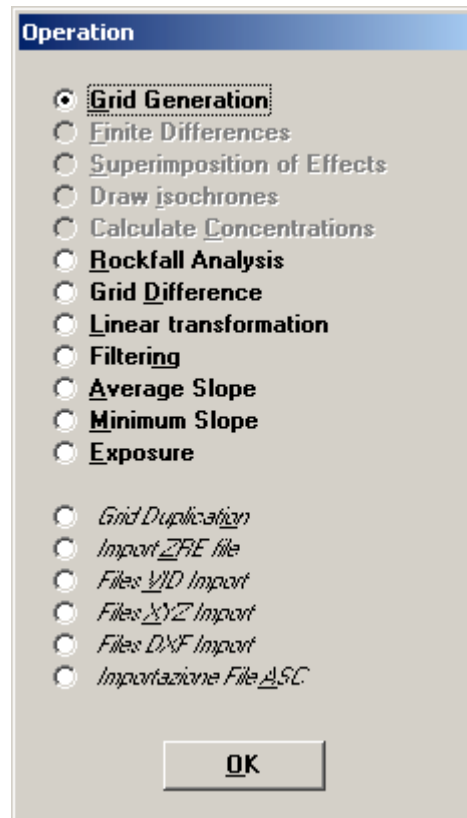 Operation
Grid Generation
Finite Differences
Superimposition of Effects
Draw isochrones
Calculate Concentrations
Rockfall Analysis
Grid Difference
Linear transformation
Filtering
Average Slope
Minimum Slope
Exposure
Grid Duplication
Import ZRE file
Files VID Import
Files XYZ Import
Files DXF Import
Importazione File ASC
OK